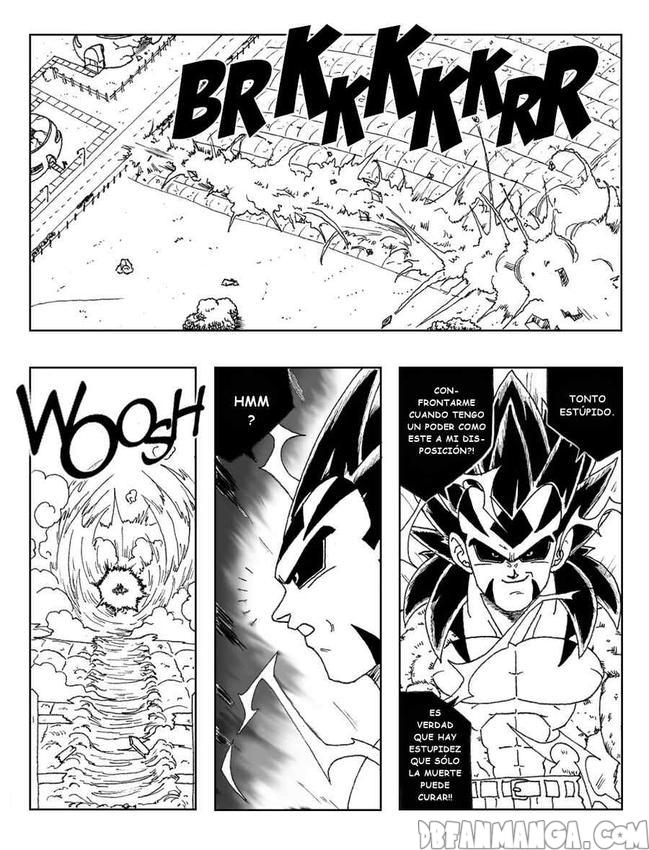 BRKKKKKRR
TONTO
ESTÚPIDO.
CON-
FRONTARME
CUANDO TENGO
UN PODER COMO
ESTE A MI DIS-
POSICIÓN?!
ES
VERDAD
QUE HAY
ESTUPIDEZ
QUE SÓLO
LA MUERTE
PUEDE
CURAR!!
HMM
?
WOOSH
DBFANMANGA.COM